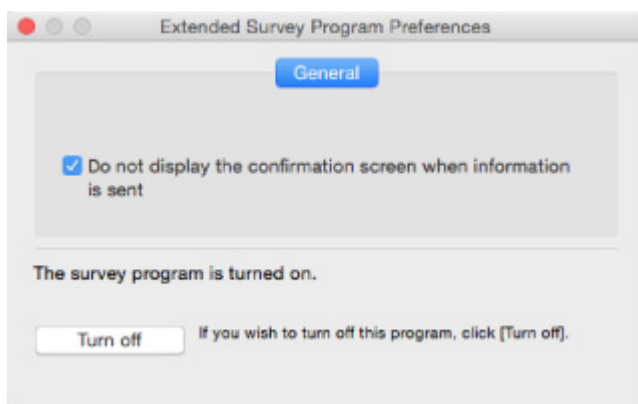 Extended Survey Program Preferences
General
Do not display the confirmation screen when information
is sent
The survey program is turned on.
Turn off
If you wish to turn off this program, click [Turn off].